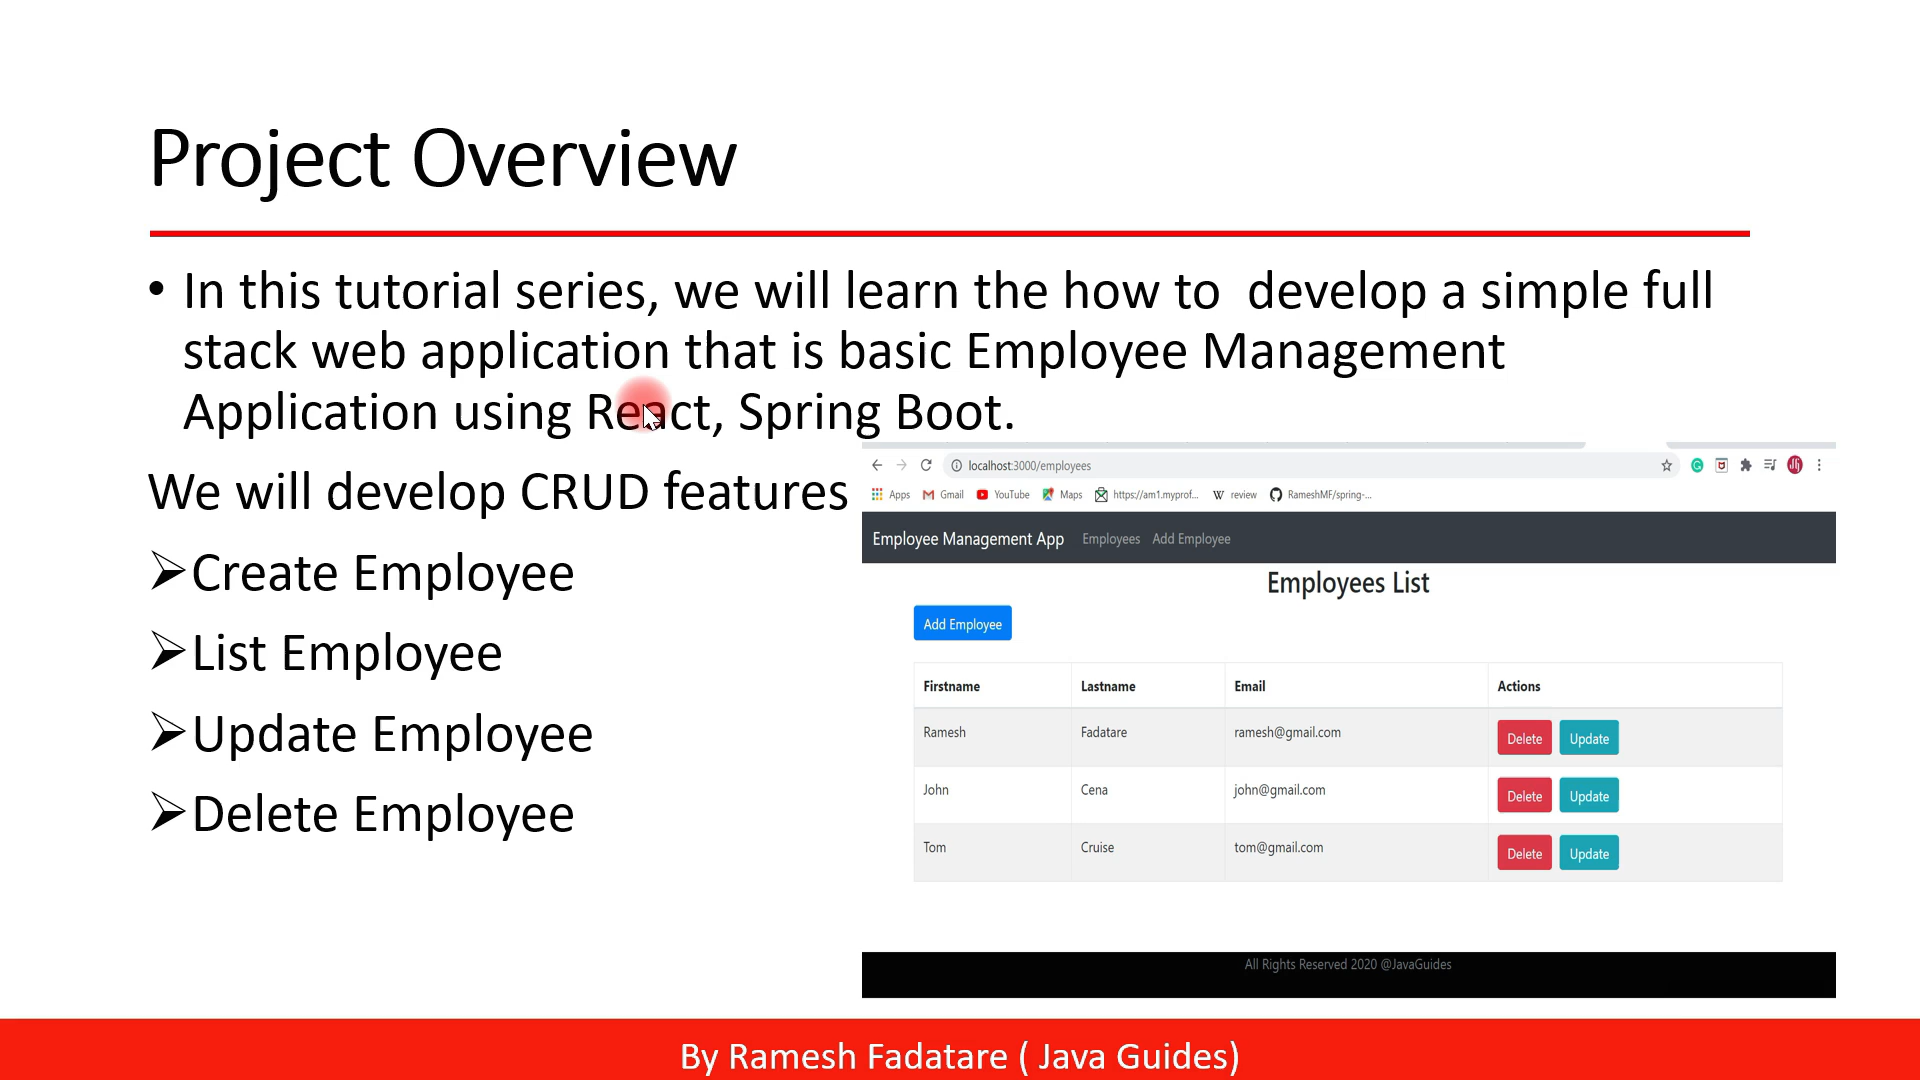 Project Overview
• In this tutorial series, we will learn the how to  develop a simple full
stack web application that is basic Employee Management
Application using React, Spring Boot.
We will develop CRUD features
➢Create Employee
➢List Employee
➢Update Employee
➢Delete Employee
localhost:3000/employees
Apps Gmail YouTube Maps https://am1.myprof... review RameshMF/spring-...
Employee Management App Employees Add Employee
Employees List
Add Employee
Firstname Lastname Email Actions
Ramesh Fadatare ramesh@gmail.com Delete Update
John Cena john@gmail.com Delete Update
Tom Cruise tom@gmail.com Delete Update
All Rights Reserved 2020 @JavaGuides
By Ramesh Fadatare ( Java Guides)